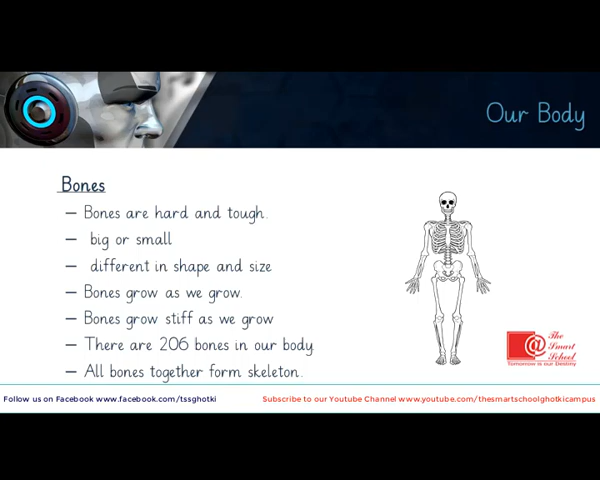 Our Body
Bones
– Bones are hard and tough.
– big or small
– different in shape and size
– Bones grow as we grow.
– Bones grow stiff as we grow
– There are 206 bones in our body
– All bones together form skeleton.
The
Smart
School
Tomorrow is our Destiny
Follow us on Facebook www.facebook.com/tssghotki
Subscribe to our Youtube Channel www.youtube.com/thesmartschoolghotkicampus